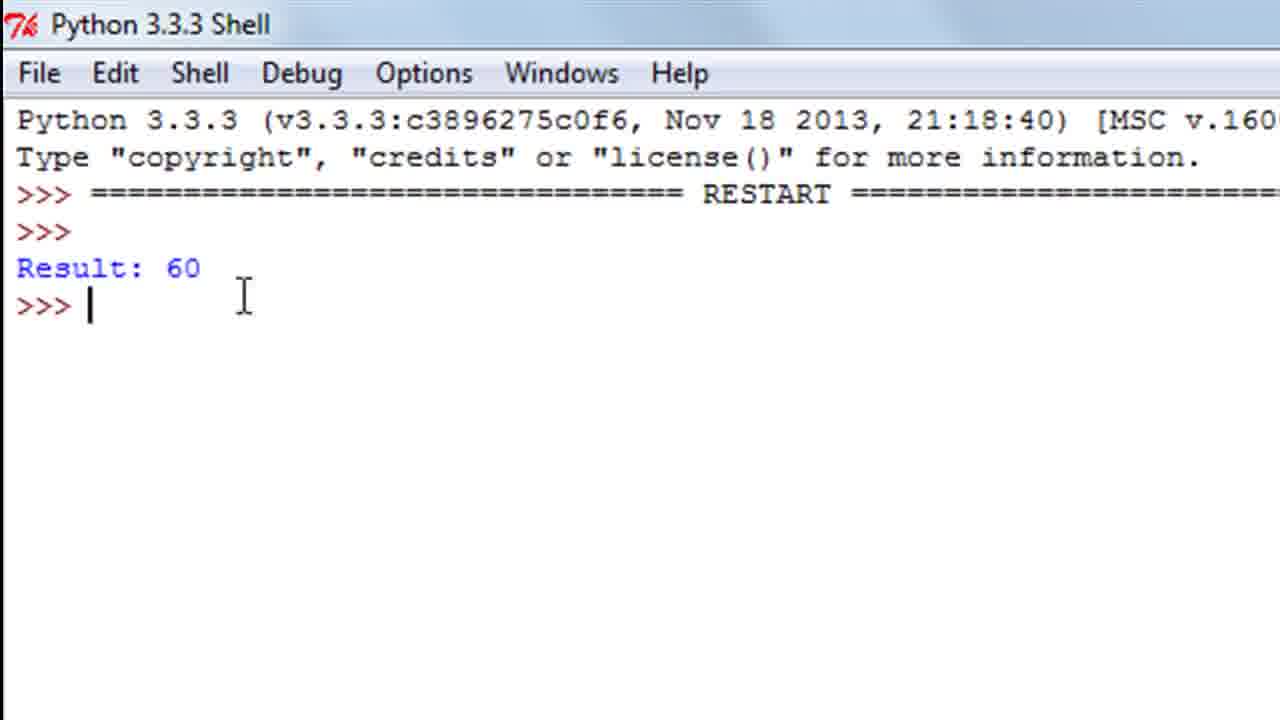 Python 3.3.3 Shell
File Edit Shell Debug Options Windows Help
Python 3.3.3 (v3.3.3:c3896275c0f6, Nov 18 2013, 21:18:40) [MSC v.160
Type "copyright", "credits" or "license()" for more information.
>>> ================================ RESTART ========================
>>>
Result: 60
>>>